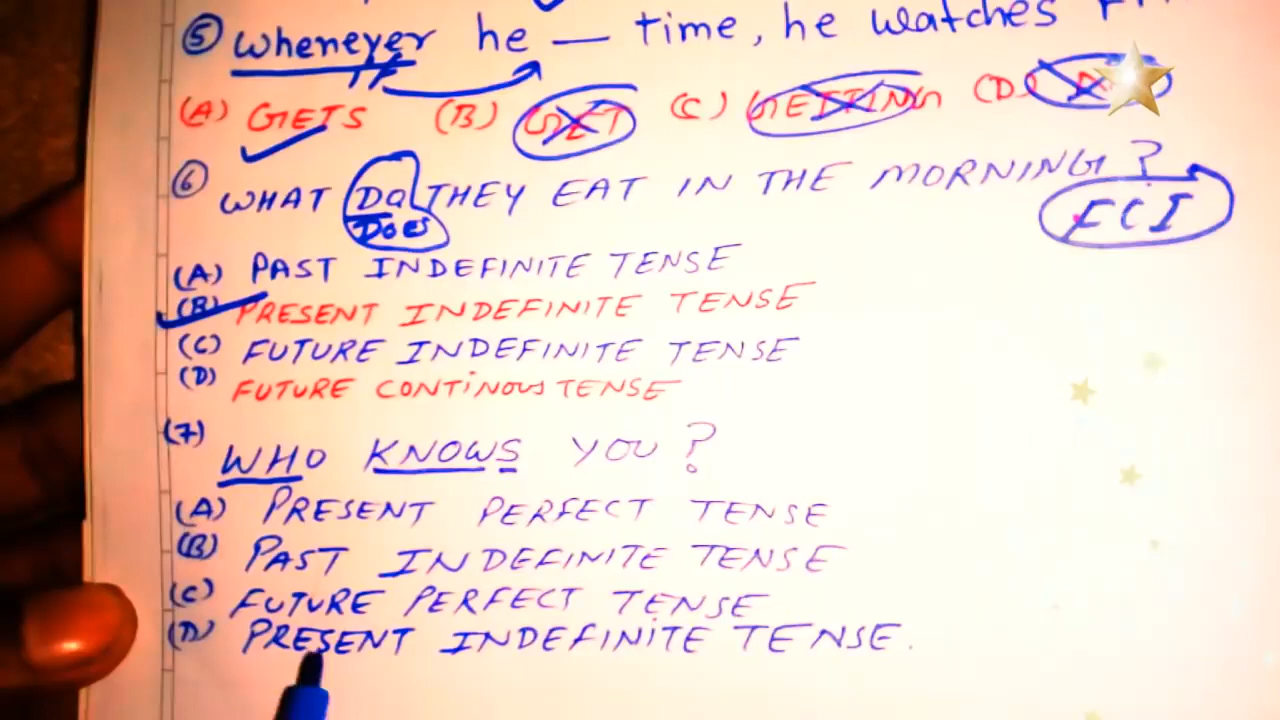 ⑤ Whenever he — time, he watches
(A) GETS (B) GET (C) GETTING (D)
⑥ WHAT DO THEY EAT IN THE MORNING?
DOES
FCI
(A) PAST INDEFINITE TENSE
(B) PRESENT INDEFINITE TENSE
(C) FUTURE INDEFINITE TENSE
(D) FUTURE CONTINOUS TENSE
(7)
WHO KNOWS YOU?
(A) PRESENT PERFECT TENSE
(B) PAST INDEFINITE TENSE
(C) FUTURE PERFECT TENSE
(D) PRESENT INDEFINITE TENSE.